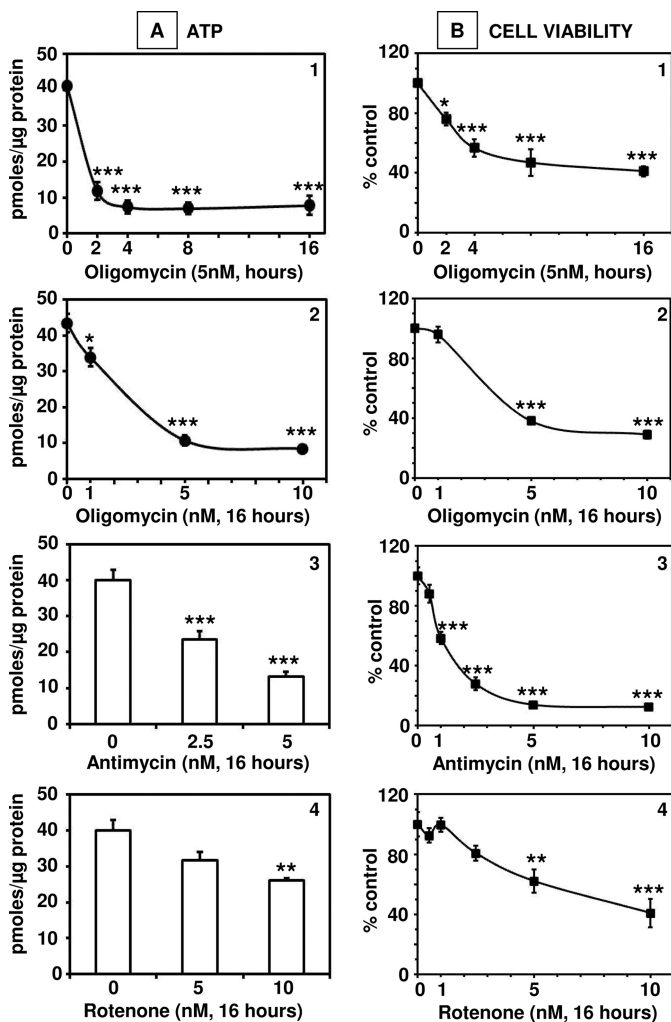 A ATP
50
40
30
20
10
0
pmoles/µg protein
1
***
***
***
***
0 2 4 8 16
Oligomycin (5nM, hours)
50
40
30
20
10
0
pmoles/µg protein
2
*
***
***
0 1 5 10
Oligomycin (nM, 16 hours)
50
40
30
20
10
0
pmoles/µg protein
3
***
***
0 2.5 5
Antimycin (nM, 16 hours)
50
40
30
20
10
0
pmoles/µg protein
4
**
0 5 10
Rotenone (nM, 16 hours)
B CELL VIABILITY
120
80
40
0
% control
1
*
***
***
***
0 2 4 16
Oligomycin (5nM, hours)
120
80
40
0
% control
2
***
***
0 1 5 10
Oligomycin (nM, 16 hours)
120
80
40
0
% control
3
***
***
***
***
0 1 5 10
Antimycin (nM, 16 hours)
120
80
40
0
% control
4
**
***
0 1 5 10
Rotenone (nM, 16 hours)